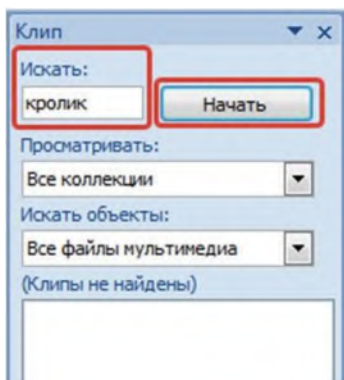 Клип
Искать:
кролик
Начать
Просматривать:
Все коллекции
Искать объекты:
Все файлы мультимедиа
(Клипы не найдены)